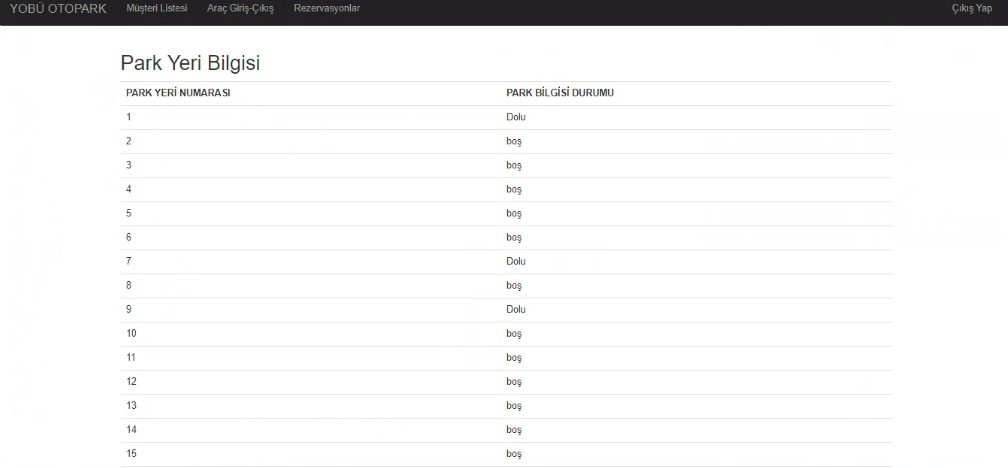 YOBÜ OTOPARK Müşteri Listesi Araç Giriş-Çıkış Rezervasyonlar Çıkış Yap
Park Yeri Bilgisi
PARK YERİ NUMARASI PARK BİLGİSİ DURUMU
1 Dolu
2 boş
3 boş
4 boş
5 boş
6 boş
7 Dolu
8 boş
9 Dolu
10 boş
11 boş
12 boş
13 boş
14 boş
15 boş